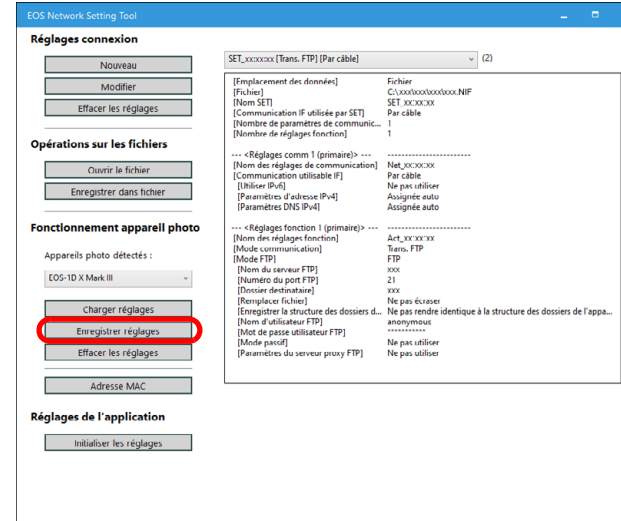 EOS Network Setting Tool
Réglages connexion
Nouveau
Modifier
Effacer les réglages
Opérations sur les fichiers
Ouvrir le fichier
Enregistrer dans fichier
Fonctionnement appareil photo
Appareils photo détectés :
EOS-1D X Mark III
Charger réglages
Enregistrer réglages
Effacer les réglages
Adresse MAC
Réglages de l'application
Initialiser les réglages
SET_xx:xx:xx [Trans. FTP] [Par câble] (2)
[Emplacement des données] Fichier
[Fichier] C:\xxx\xxx\xxx\xxx.NIF
[Nom SET] SET_xx:xx:xx
[Communication IF utilisée par SET] Par câble
[Nombre de paramètres de communic... 1
[Nombre de réglages fonction] 1
--- <Réglages comm 1 (primaire)> --- ------------------------
[Nom des réglages de communication] Net_xx:xx:xx
[Communication utilisable IF] Par câble
[Utiliser IPv6] Ne pas utiliser
[Paramètres d'adresse IPv4] Assignée auto
[Paramètres DNS IPv4] Assignée auto
--- <Réglages fonction 1 (primaire)> --- ------------------------
[Nom des réglages fonction] Act_xx:xx:xx
[Mode communication] Trans. FTP
[Mode FTP] FTP
[Nom du serveur FTP] xxx
[Numéro du port FTP] 21
[Dossier destinataire] xxx
[Remplacer fichier] Ne pas écraser
[Enregistrer la structure des dossiers d... Ne pas rendre identique à la structure des dossiers de l'appa...
[Nom d'utilisateur FTP] anonymous
[Mot de passe utilisateur FTP] ***********
[Mode passif] Ne pas utiliser
[Paramètres du serveur proxy FTP] Ne pas utiliser